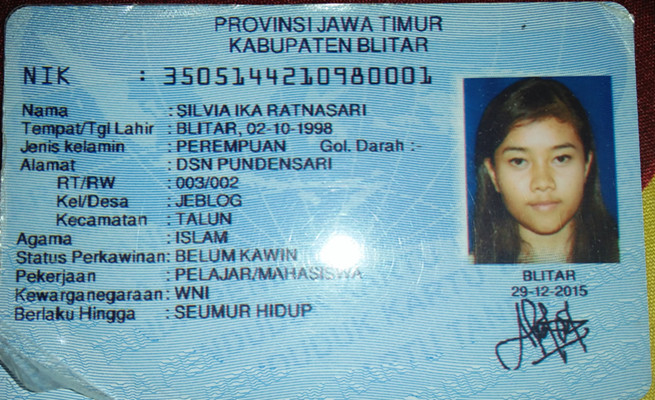 PROVINSI JAWA TIMUR
KABUPATEN BLITAR
NIK : 3505144210980001
Nama : SILVIA IKA RATNASARI
Tempat/Tgl Lahir : BLITAR, 02-10-1998
Jenis kelamin : PEREMPUAN Gol. Darah :-
Alamat : DSN PUNDENSARI
RT/RW : 003/002
Kel/Desa : JEBLOG
Kecamatan : TALUN
Agama : ISLAM
Status Perkawinan: BELUM KAWIN
Pekerjaan : PELAJAR/MAHASISWA
Kewarganegaraan: WNI
Berlaku Hingga : SEUMUR HIDUP
BLITAR
29-12-2015